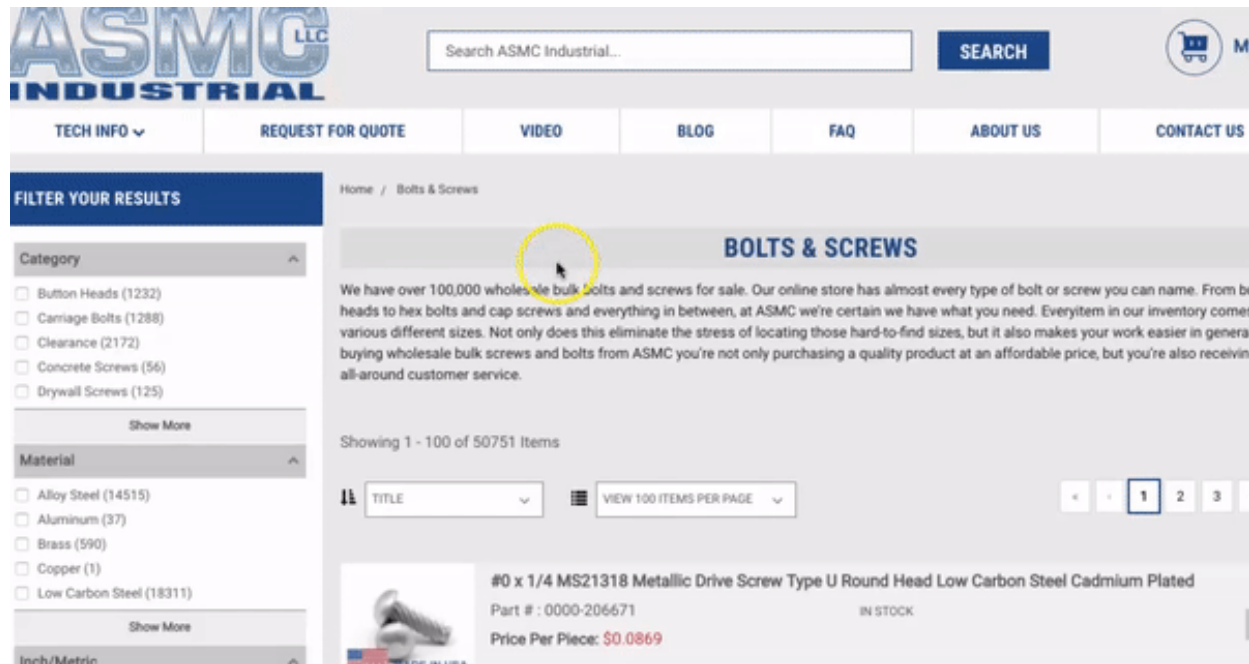 ASMC LLC
INDUSTRIAL
Search ASMC Industrial...
SEARCH
M
TECH INFO
REQUEST FOR QUOTE
VIDEO
BLOG
FAQ
ABOUT US
CONTACT US
FILTER YOUR RESULTS
Category
Button Heads (1232)
Carriage Bolts (1288)
Clearance (2172)
Concrete Screws (56)
Drywall Screws (125)
Show More
Material
Alloy Steel (14515)
Aluminum (37)
Brass (590)
Copper (1)
Low Carbon Steel (18311)
Show More
Inch/Metric
Home / Bolts & Screws
BOLTS & SCREWS
We have over 100,000 wholesale bulk bolts and screws for sale. Our online store has almost every type of bolt or screw you can name. From b
heads to hex bolts and cap screws and everything in between, at ASMC we're certain we have what you need. Everyitem in our inventory comes
various different sizes. Not only does this eliminate the stress of locating those hard-to-find sizes, but it also makes your work easier in genera
buying wholesale bulk screws and bolts from ASMC you're not only purchasing a quality product at an affordable price, but you're also receivin
all-around customer service.
Showing 1 - 100 of 50751 Items
TITLE
VIEW 100 ITEMS PER PAGE
« ‹ 1 2 3
#0 x 1/4 MS21318 Metallic Drive Screw Type U Round Head Low Carbon Steel Cadmium Plated
Part # : 0000-206671
IN STOCK
Price Per Piece: $0.0869
MADE IN USA